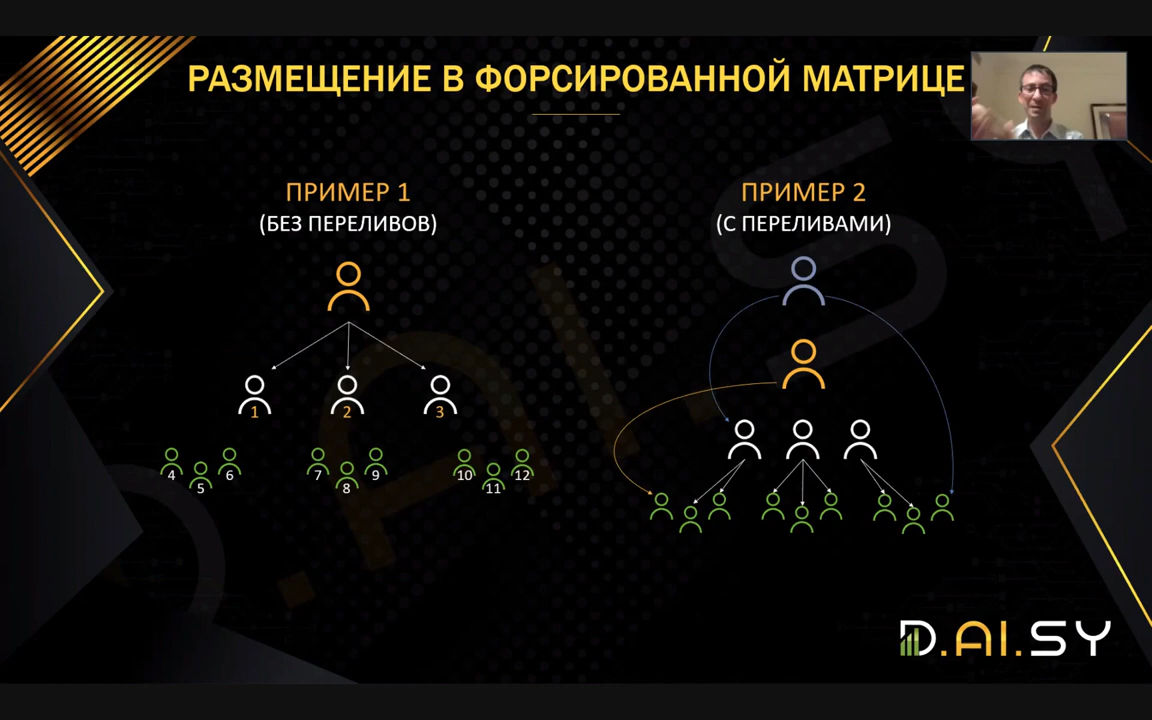 РАЗМЕЩЕНИЕ В ФОРСИРОВАННОЙ МАТРИЦЕ
ПРИМЕР 1
(БЕЗ ПЕРЕЛИВОВ)
1 2 3
4 5 6 7 8 9 10 11 12
ПРИМЕР 2
(С ПЕРЕЛИВАМИ)
D.AI.SY